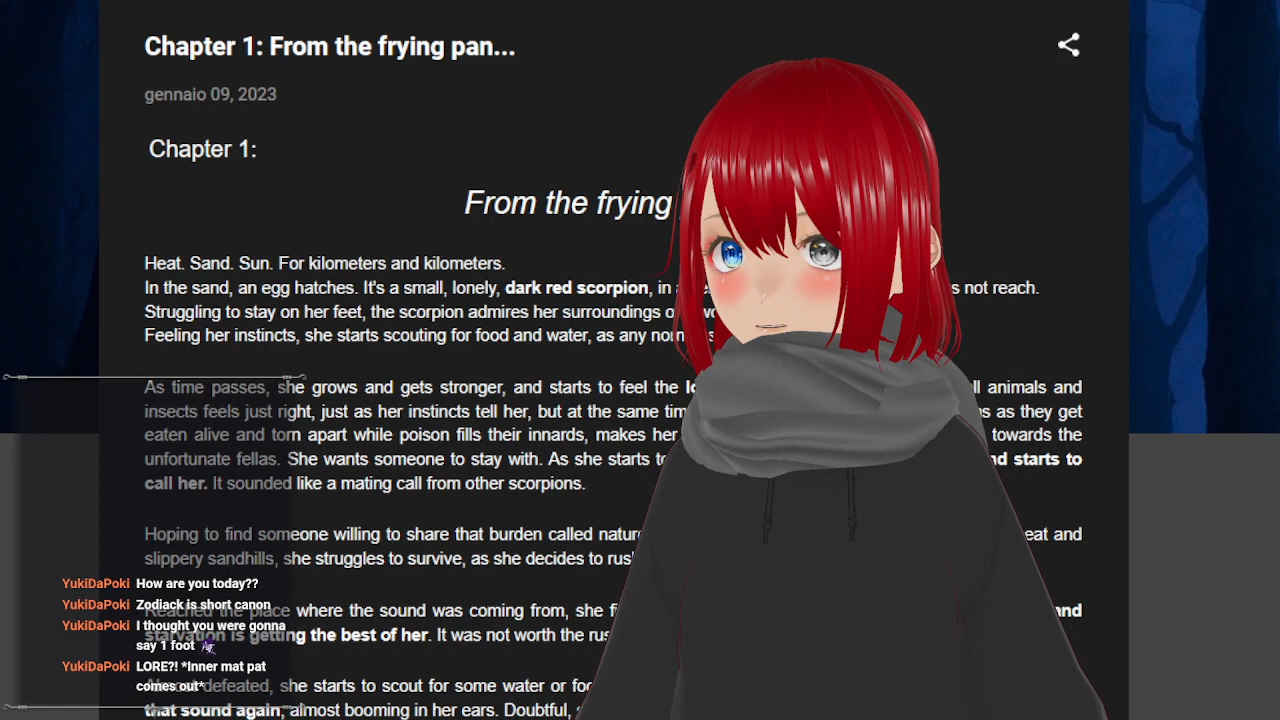 Chapter 1: From the frying pan...
gennaio 09, 2023
Chapter 1:
From the frying
Heat. Sand. Sun. For kilometers and kilometers.
In the sand, an egg hatches. It's a small, lonely, dark red scorpion, in s not reach.
Struggling to stay on her feet, the scorpion admires her surroundings
Feeling her instincts, she starts scouting for food and water, as any
As time passes, she grows and gets stronger, and starts to feel the animals and
insects feels just right, just as her instincts tell her, but at the same as they get
eaten alive and torn apart while poison fills their innards, makes her towards the
unfortunate fellas. She wants someone to stay with. As she starts and starts to
call her. It sounded like a mating call from other scorpions.
Hoping to find someone willing to share that burden called and
slippery sandhills, she struggles to survive, as she decides to
Reached the place where the sound was coming from, she and
starvation is getting the best of her. It was not worth the
Almost defeated, she starts to scout for some water or
that sound again, almost booming in her ears. Doubtful,
YukiDaPoki How are you today??
YukiDaPoki Zodiack is short canon
YukiDaPoki I thought you were gonna
say 1 foot
YukiDaPoki LORE?! *Inner mat pat
comes out*